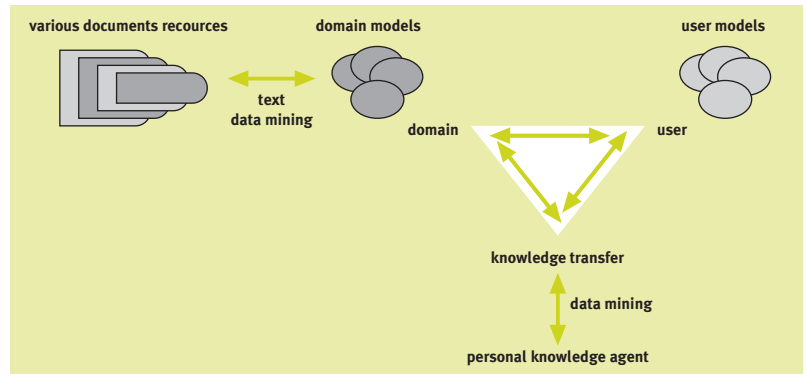 various documents recources
domain models
user models
text
data mining
domain
user
knowledge transfer
data mining
personal knowledge agent